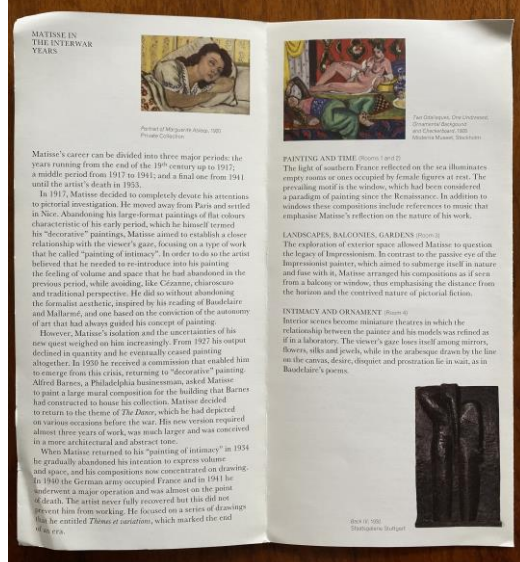 MATISSE IN
THE INTERWAR
YEARS
Portrait of Marguerite Asleep, 1920
Private Collection
Matisse's career can be divided into three major periods: the
years running from the end of the 19th century up to 1917;
a middle period from 1917 to 1941; and a final one from 1941
until the artist's death in 1953.
In 1917, Matisse decided to completely devote his attentions
to pictorial investigation. He moved away from Paris and settled
in Nice. Abandoning his large-format paintings of flat colours
characteristic of his early period, which he himself termed
his "decorative" paintings, Matisse aimed to establish a closer
relationship with the viewer's gaze, focusing on a type of work
that he called "painting of intimacy". In order to do so the artist
believed that he needed to re-introduce into his painting
the feeling of volume and space that he had abandoned in the
previous period, while avoiding, like Cézanne, chiaroscuro
and traditional perspective. He did so without abandoning
the formalist aesthetic, inspired by his reading of Baudelaire
and Mallarmé, and one based on the conviction of the autonomy
of art that had always guided his concept of painting.
However, Matisse's isolation and the uncertainties of his
new quest weighed on him increasingly. From 1927 his output
declined in quantity and he eventually ceased painting
altogether. In 1930 he received a commission that enabled him
to emerge from this crisis, returning to "decorative" painting.
Alfred Barnes, a Philadelphia businessman, asked Matisse
to paint a large mural composition for the building that Barnes
had constructed to house his collection. Matisse decided
to return to the theme of The Dance, which he had depicted
on various occasions before the war. His new version required
almost three years of work, was much larger and was conceived
in a more architectural and abstract tone.
When Matisse returned to his "painting of intimacy" in 1934
he gradually abandoned his intention to express volume
and space, and his compositions now concentrated on drawing.
In 1940 the German army occupied France and in 1941 he
underwent a major operation and was almost on the point
of death. The artist never fully recovered but this did not
prevent him from working. He focused on a series of drawings
that he entitled Thèmes et variations, which marked the end
of an era.
Two Odalisques, One Undressed,
Ornamental Background
and Checkerboard, 1928
Moderna Museet, Stockholm
PAINTING AND TIME (Rooms 1 and 2)
The light of southern France reflected on the sea illuminates
empty rooms or ones occupied by female figures at rest. The
prevailing motif is the window, which had been considered
a paradigm of painting since the Renaissance. In addition to
windows these compositions include references to music that
emphasise Matisse's reflection on the nature of his work.
LANDSCAPES, BALCONIES, GARDENS (Room 3)
The exploration of exterior space allowed Matisse to question
the legacy of Impressionism. In contrast to the passive eye of the
Impressionist painter, which aimed to submerge itself in nature
and fuse with it, Matisse arranged his compositions as if seen
from a balcony or window, thus emphasising the distance from
the horizon and the contrived nature of pictorial fiction.
INTIMACY AND ORNAMENT (Room 4)
Interior scenes become miniature theatres in which the
relationship between the painter and his models was refined as
if in a laboratory. The viewer's gaze loses itself among mirrors,
flowers, silks and jewels, while in the arabesque drawn by the line
on the canvas, desire, disquiet and prostration lie in wait, as in
Baudelaire's poems.
Back IV, 1930
Staatsgalerie, Stuttgart